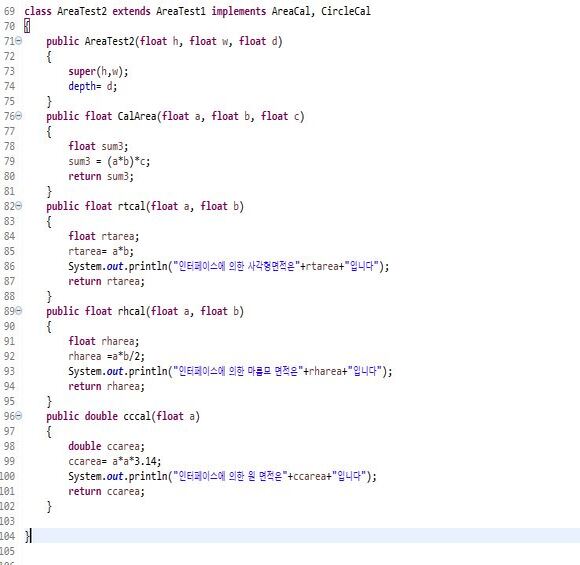 69 class AreaTest2 extends AreaTest1 implements AreaCal, CircleCal
70 {
71 public AreaTest2(float h, float w, float d)
72 {
73 super(h,w);
74 depth= d;
75 }
76 public float CalArea(float a, float b, float c)
77 {
78 float sum3;
79 sum3 = (a*b)*c;
80 return sum3;
81 }
82 public float rtcal(float a, float b)
83 {
84 float rtarea;
85 rtarea= a*b;
86 System.out.println("인터페이스에 의한 사각형면적은"+rtarea+"입니다");
87 return rtarea;
88 }
89 public float rhcal(float a, float b)
90 {
91 float rharea;
92 rharea =a*b/2;
93 System.out.println("인터페이스에 의한 마름모 면적은"+rharea+"입니다");
94 return rharea;
95 }
96 public double cccal(float a)
97 {
98 double ccarea;
99 ccarea= a*a*3.14;
100 System.out.println("인터페이스에 의한 원 면적은"+ccarea+"입니다");
101 return ccarea;
102 }
103
104 }
105